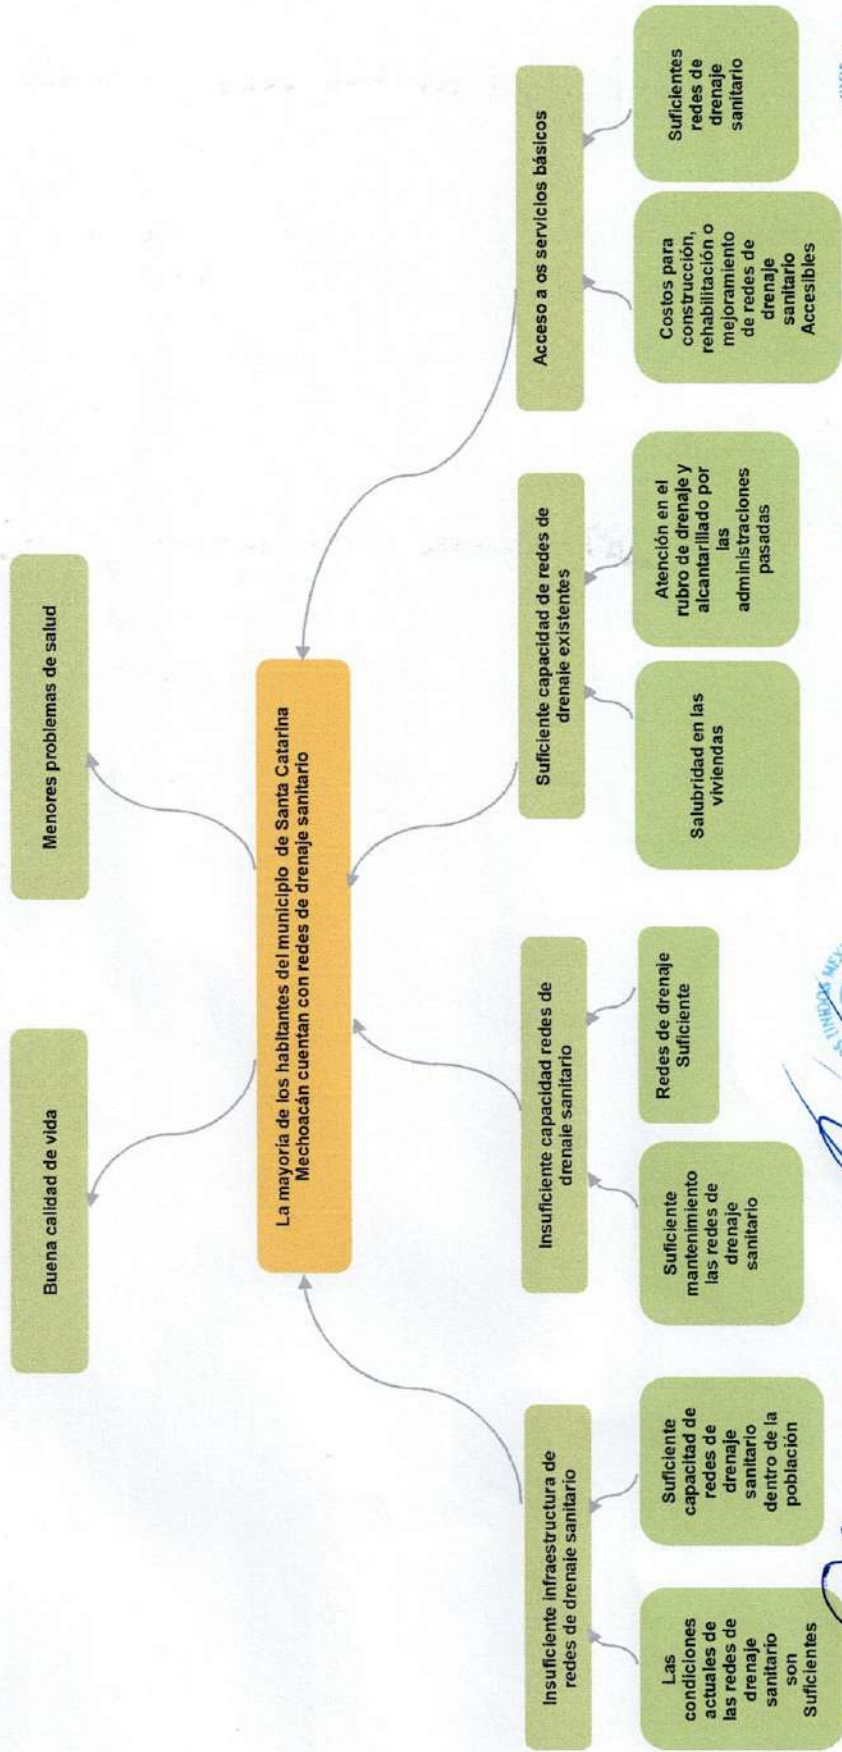 Buena calidad de vida
Menores problemas de salud
La mayoría de los habitantes del municipio de Santa Catarina
Mechoacán cuentan con redes de drenaje sanitario
Insuficiente infraestructura de
redes de drenaje sanitario
Insuficiente capacidad redes de
drenaje sanitario
Suficiente capacidad de redes de
drenaje existentes
Acceso a os servicios básicos
Las
condiciones
actuales de
las redes de
drenaje
sanitario
son
Suficientes
Suficiente
capacitad de
redes de
drenaje
sanitario
dentro de la
población
Suficiente
mantenimiento
las redes de
drenaje
sanitario
Redes de drenaje
Suficiente
Salubridad en las
viviendas
Atención en el
rubro de drenaje y
alcantarillado por
las
administraciones
pasadas
Costos para
construcción,
rehabilitación o
mejoramiento
de redes de
drenaje
sanitario
Accesibles
Suficientes
redes de
drenaje
sanitario